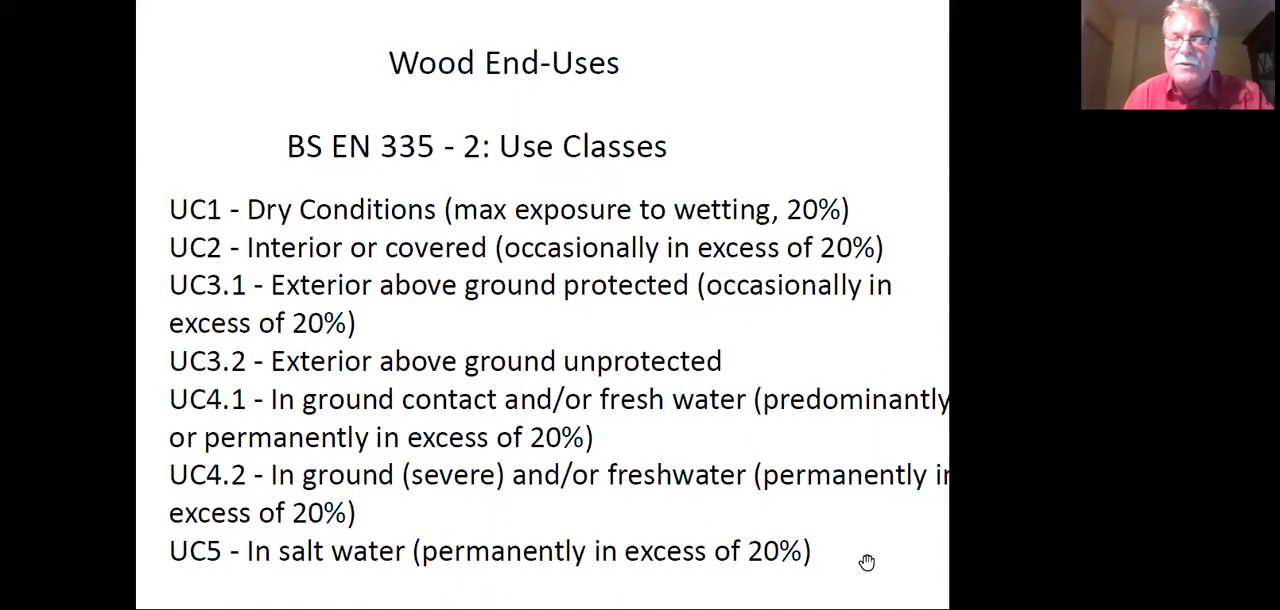 Wood End-Uses
BS EN 335 - 2: Use Classes
UC1 - Dry Conditions (max exposure to wetting, 20%)
UC2 - Interior or covered (occasionally in excess of 20%)
UC3.1 - Exterior above ground protected (occasionally in
excess of 20%)
UC3.2 - Exterior above ground unprotected
UC4.1 - In ground contact and/or fresh water (predominantly
or permanently in excess of 20%)
UC4.2 - In ground (severe) and/or freshwater (permanently in
excess of 20%)
UC5 - In salt water (permanently in excess of 20%)